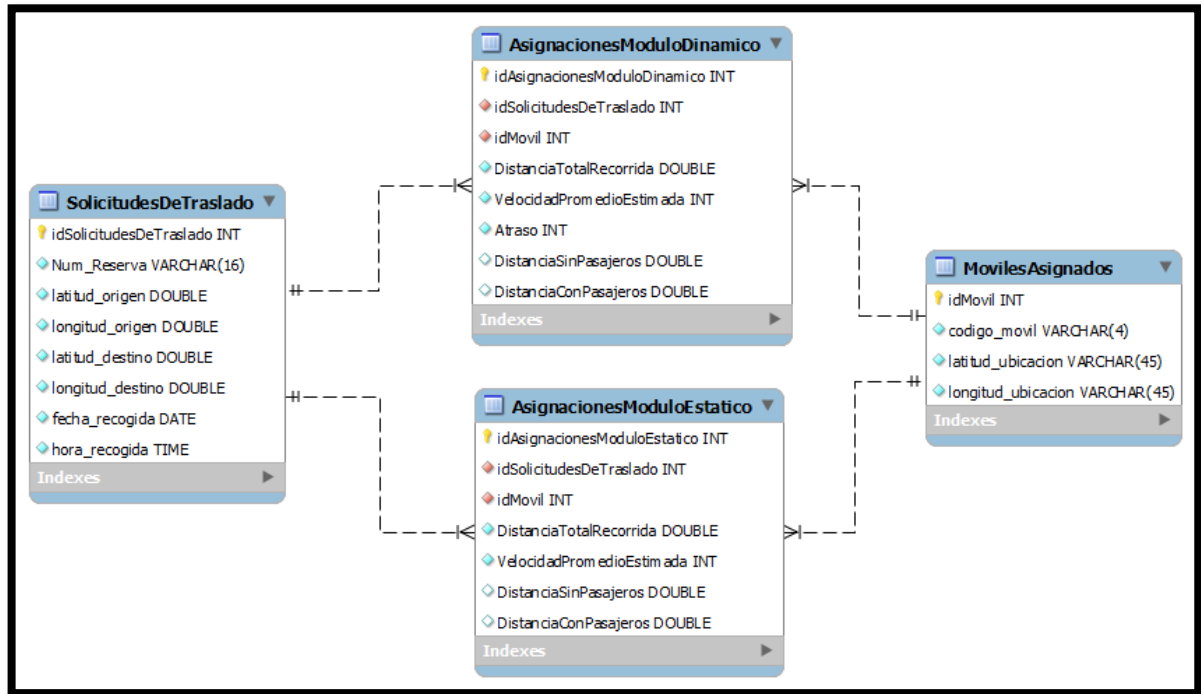 AsignacionesModuloDinamico
idAsignacionesModuloDinamico INT
idSolicitudesDeTraslado INT
idMovil INT
DistanciaTotalRecorrida DOUBLE
VelocidadPromedioEstimada INT
Atraso INT
DistanciaSinPasajeros DOUBLE
DistanciaConPasajeros DOUBLE
Indexes
SolicitudesDeTraslado
idSolicitudesDeTraslado INT
Num_Reserva VARCHAR(16)
latitud_origen DOUBLE
longitud_origen DOUBLE
latitud_destino DOUBLE
longitud_destino DOUBLE
fecha_recogida DATE
hora_recogida TIME
Indexes
MovilesAsignados
idMovil INT
codigo_movil VARCHAR(4)
latitud_ubicacion VARCHAR(45)
longitud_ubicacion VARCHAR(45)
Indexes
AsignacionesModuloEstatico
idAsignacionesModuloEstatico INT
idSolicitudesDeTraslado INT
idMovil INT
DistanciaTotalRecorrida DOUBLE
VelocidadPromedioEstimada INT
DistanciaSinPasajeros DOUBLE
DistanciaConPasajeros DOUBLE
Indexes